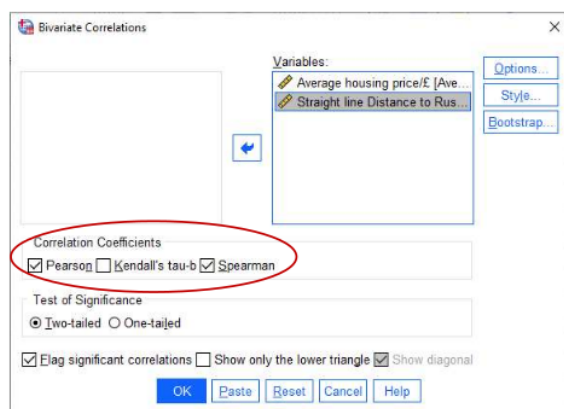 Bivariate Correlations
Variables:
Average housing price/£ [Ave...
Straight line Distance to Rus...
Options...
Style...
Bootstrap...
Correlation Coefficients
Pearson Kendall's tau-b Spearman
Test of Significance
Two-tailed One-tailed
Flag significant correlations Show only the lower triangle Show diagonal
OK Paste Reset Cancel Help